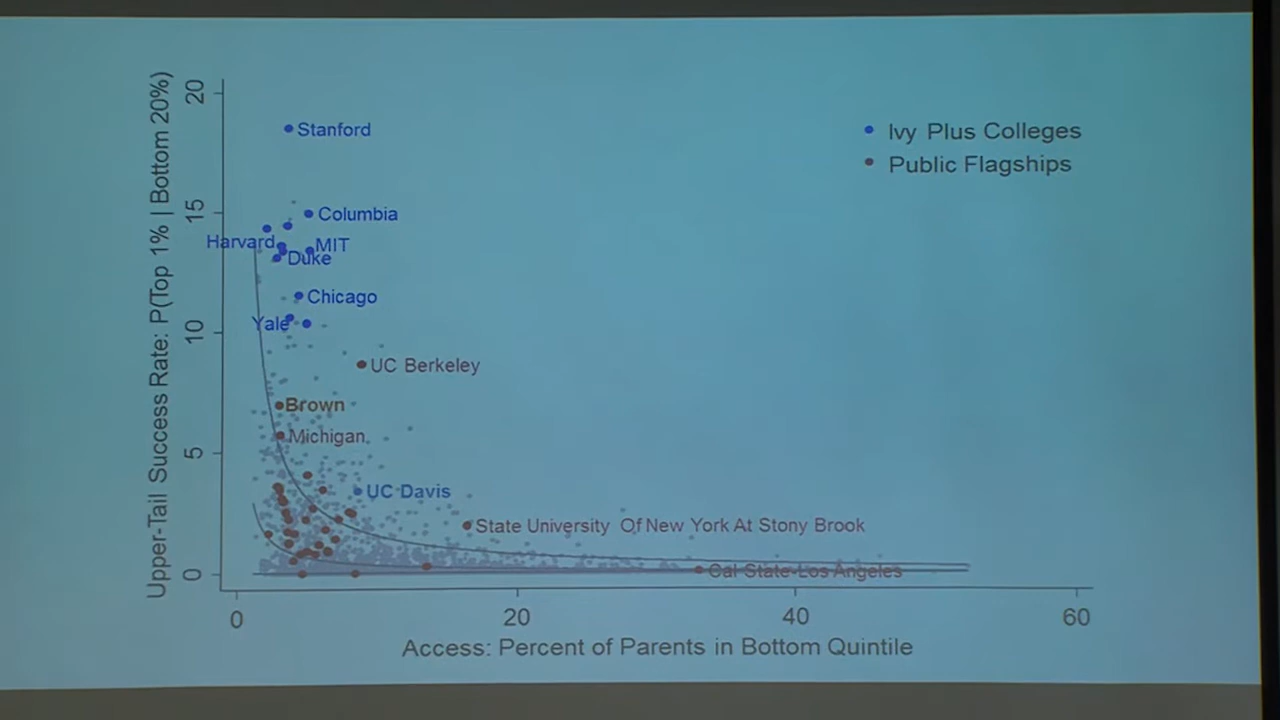 Upper-Tail Success Rate: P(Top 1% | Bottom 20%)
20
15
10
5
0
Stanford
Columbia
Harvard
MIT
Duke
Chicago
Yale
UC Berkeley
Brown
Michigan
UC Davis
State University Of New York At Stony Brook
Cal State-Los Angeles
Ivy Plus Colleges
Public Flagships
0 20 40 60
Access: Percent of Parents in Bottom Quintile